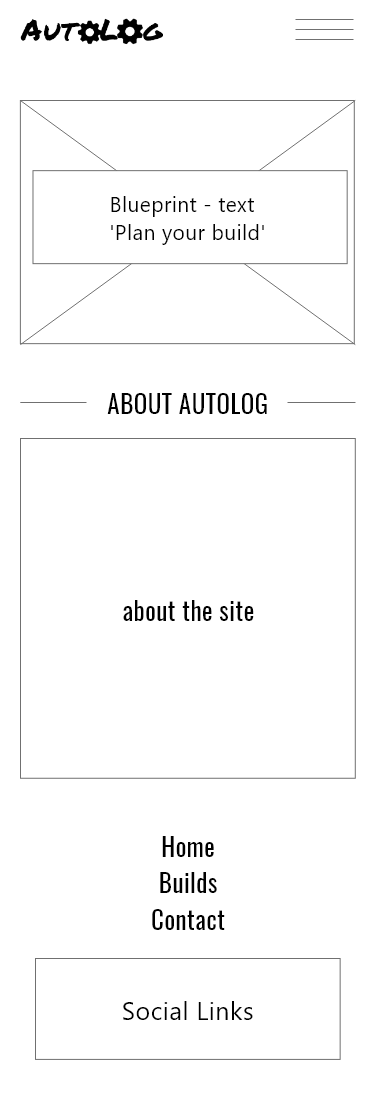 AutoLog
Blueprint - text
'Plan your build'
ABOUT AUTOLOG
about the site
Home
Builds
Contact
Social Links